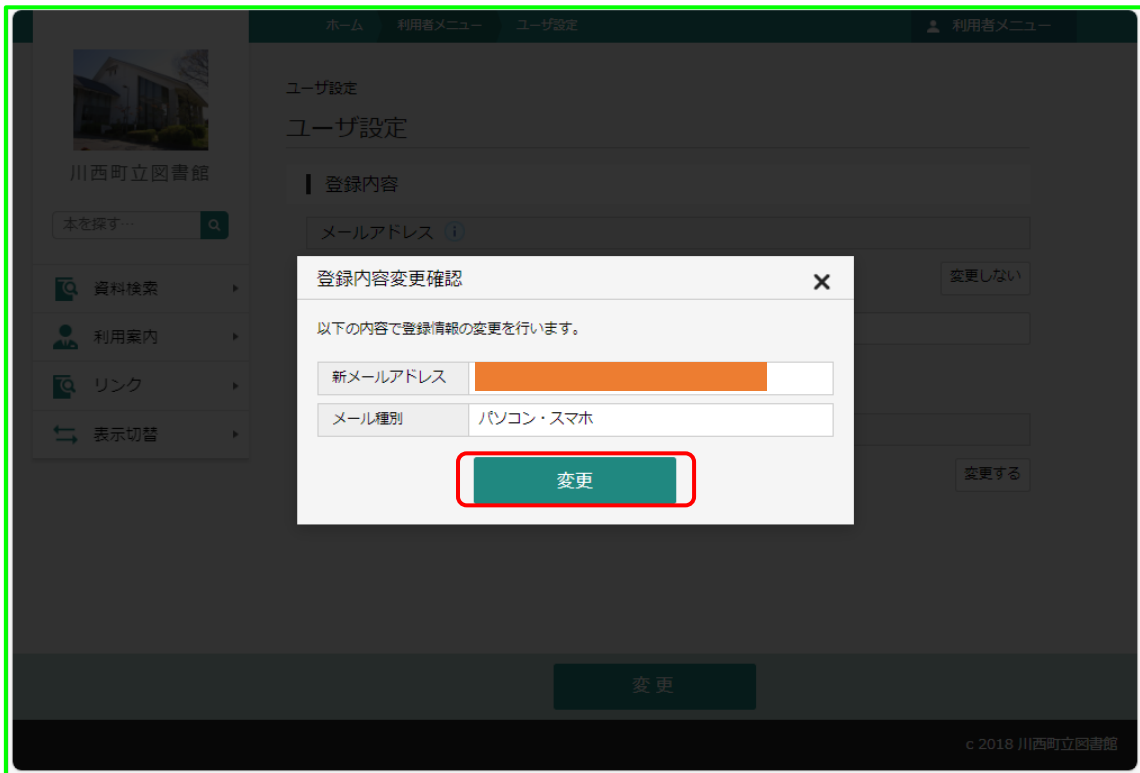 ホーム 利用者メニュー ユーザ設定 利用者メニュー
川西町立図書館
本を探す…
資料検索
利用案内
リンク
表示切替
ユーザ設定
ユーザ設定
登録内容
メールアドレス
変更しない
登録内容変更確認
以下の内容で登録情報の変更を行います。
新メールアドレス
メール種別 パソコン・スマホ
変更
変更する
変更
c 2018 川西町立図書館